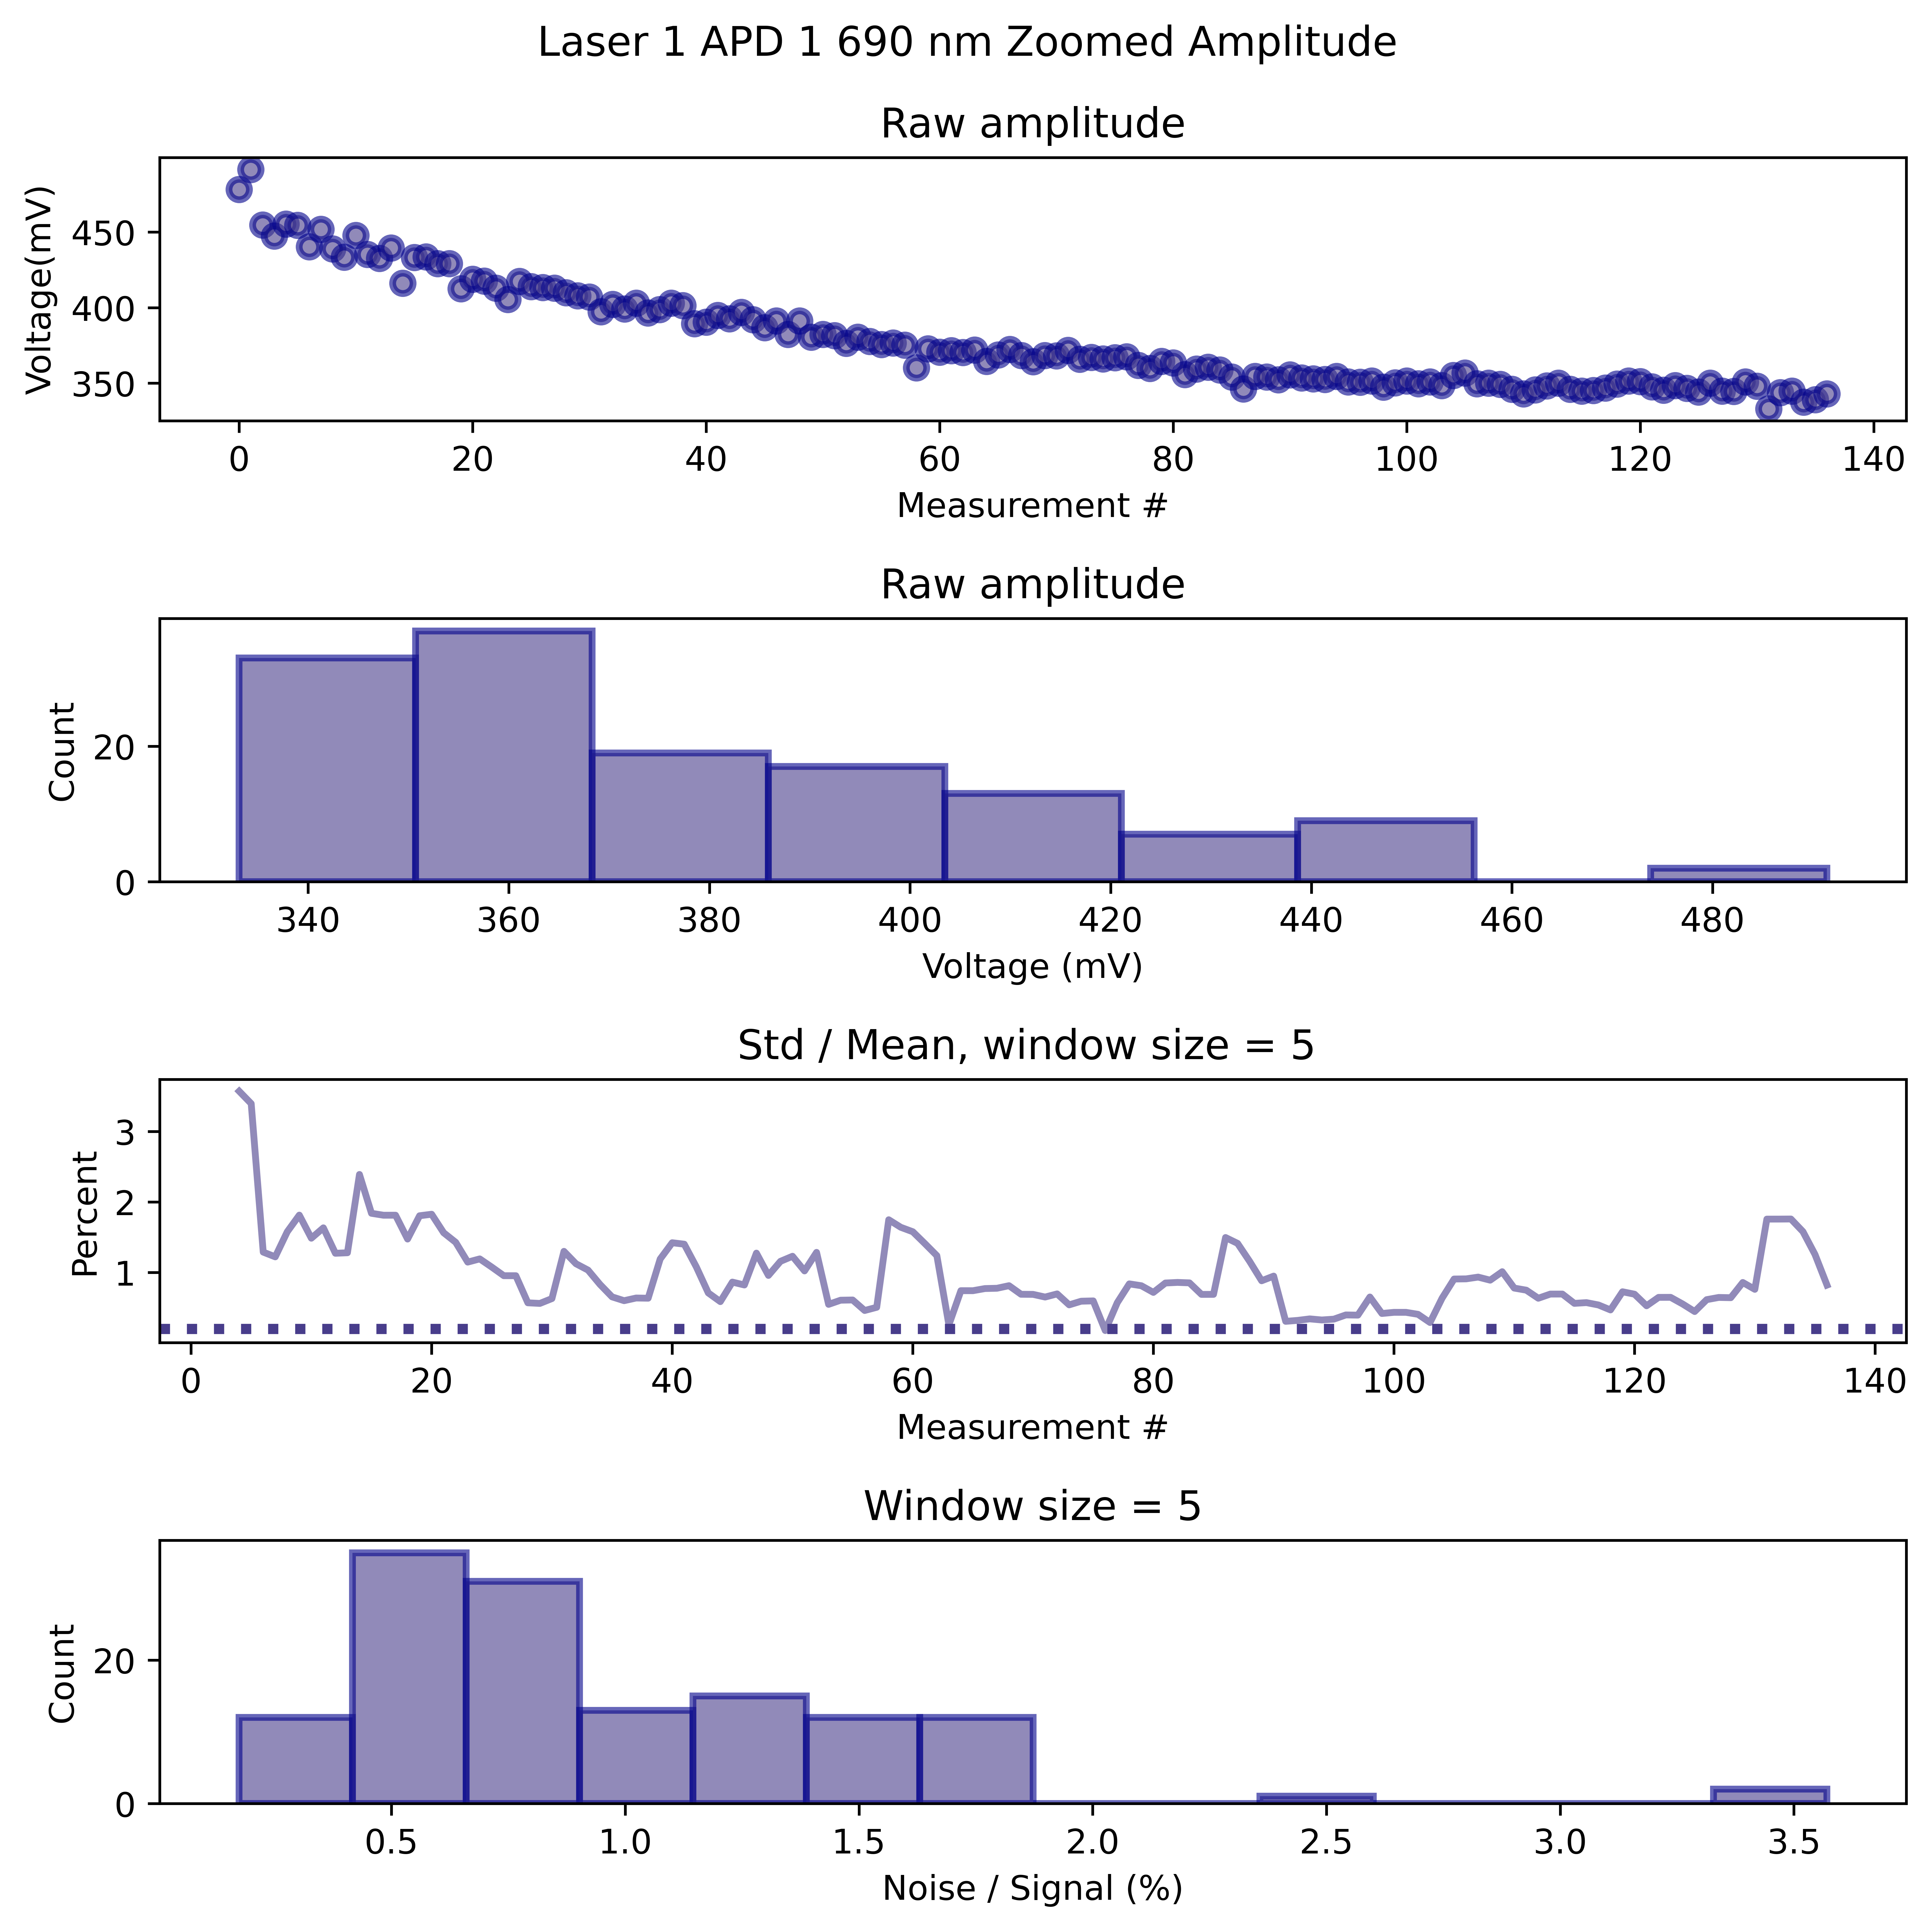 Laser 1 APD 1 690 nm Zoomed Amplitude
Raw amplitude
Voltage(mV)
450
400
350
0 20 40 60 80 100 120 140
Measurement #
Raw amplitude
Count
20
0
340 360 380 400 420 440 460 480
Voltage (mV)
Std / Mean, window size = 5
Percent
3
2
1
0 20 40 60 80 100 120 140
Measurement #
Window size = 5
Count
20
0
0.5 1.0 1.5 2.0 2.5 3.0 3.5
Noise / Signal (%)